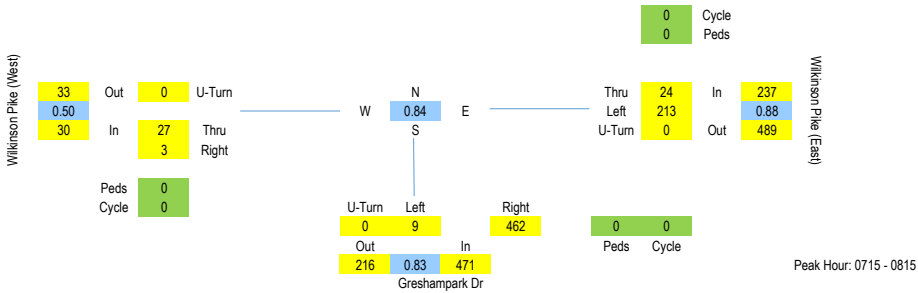 0 Cycle
0 Peds
Wilkinson Pike (West)
33 Out 0 U-Turn
0.50
30 In 27 Thru
3 Right
Peds 0
Cycle 0
N
W 0.84 E
S
Thru 24 In 237
Left 213 0.88
U-Turn 0 Out 489
Wilkinson Pike (East)
U-Turn Left Right
0 9 462
0 0
Out In
Peds Cycle
216 0.83 471
Greshampark Dr
Peak Hour: 0715 - 0815